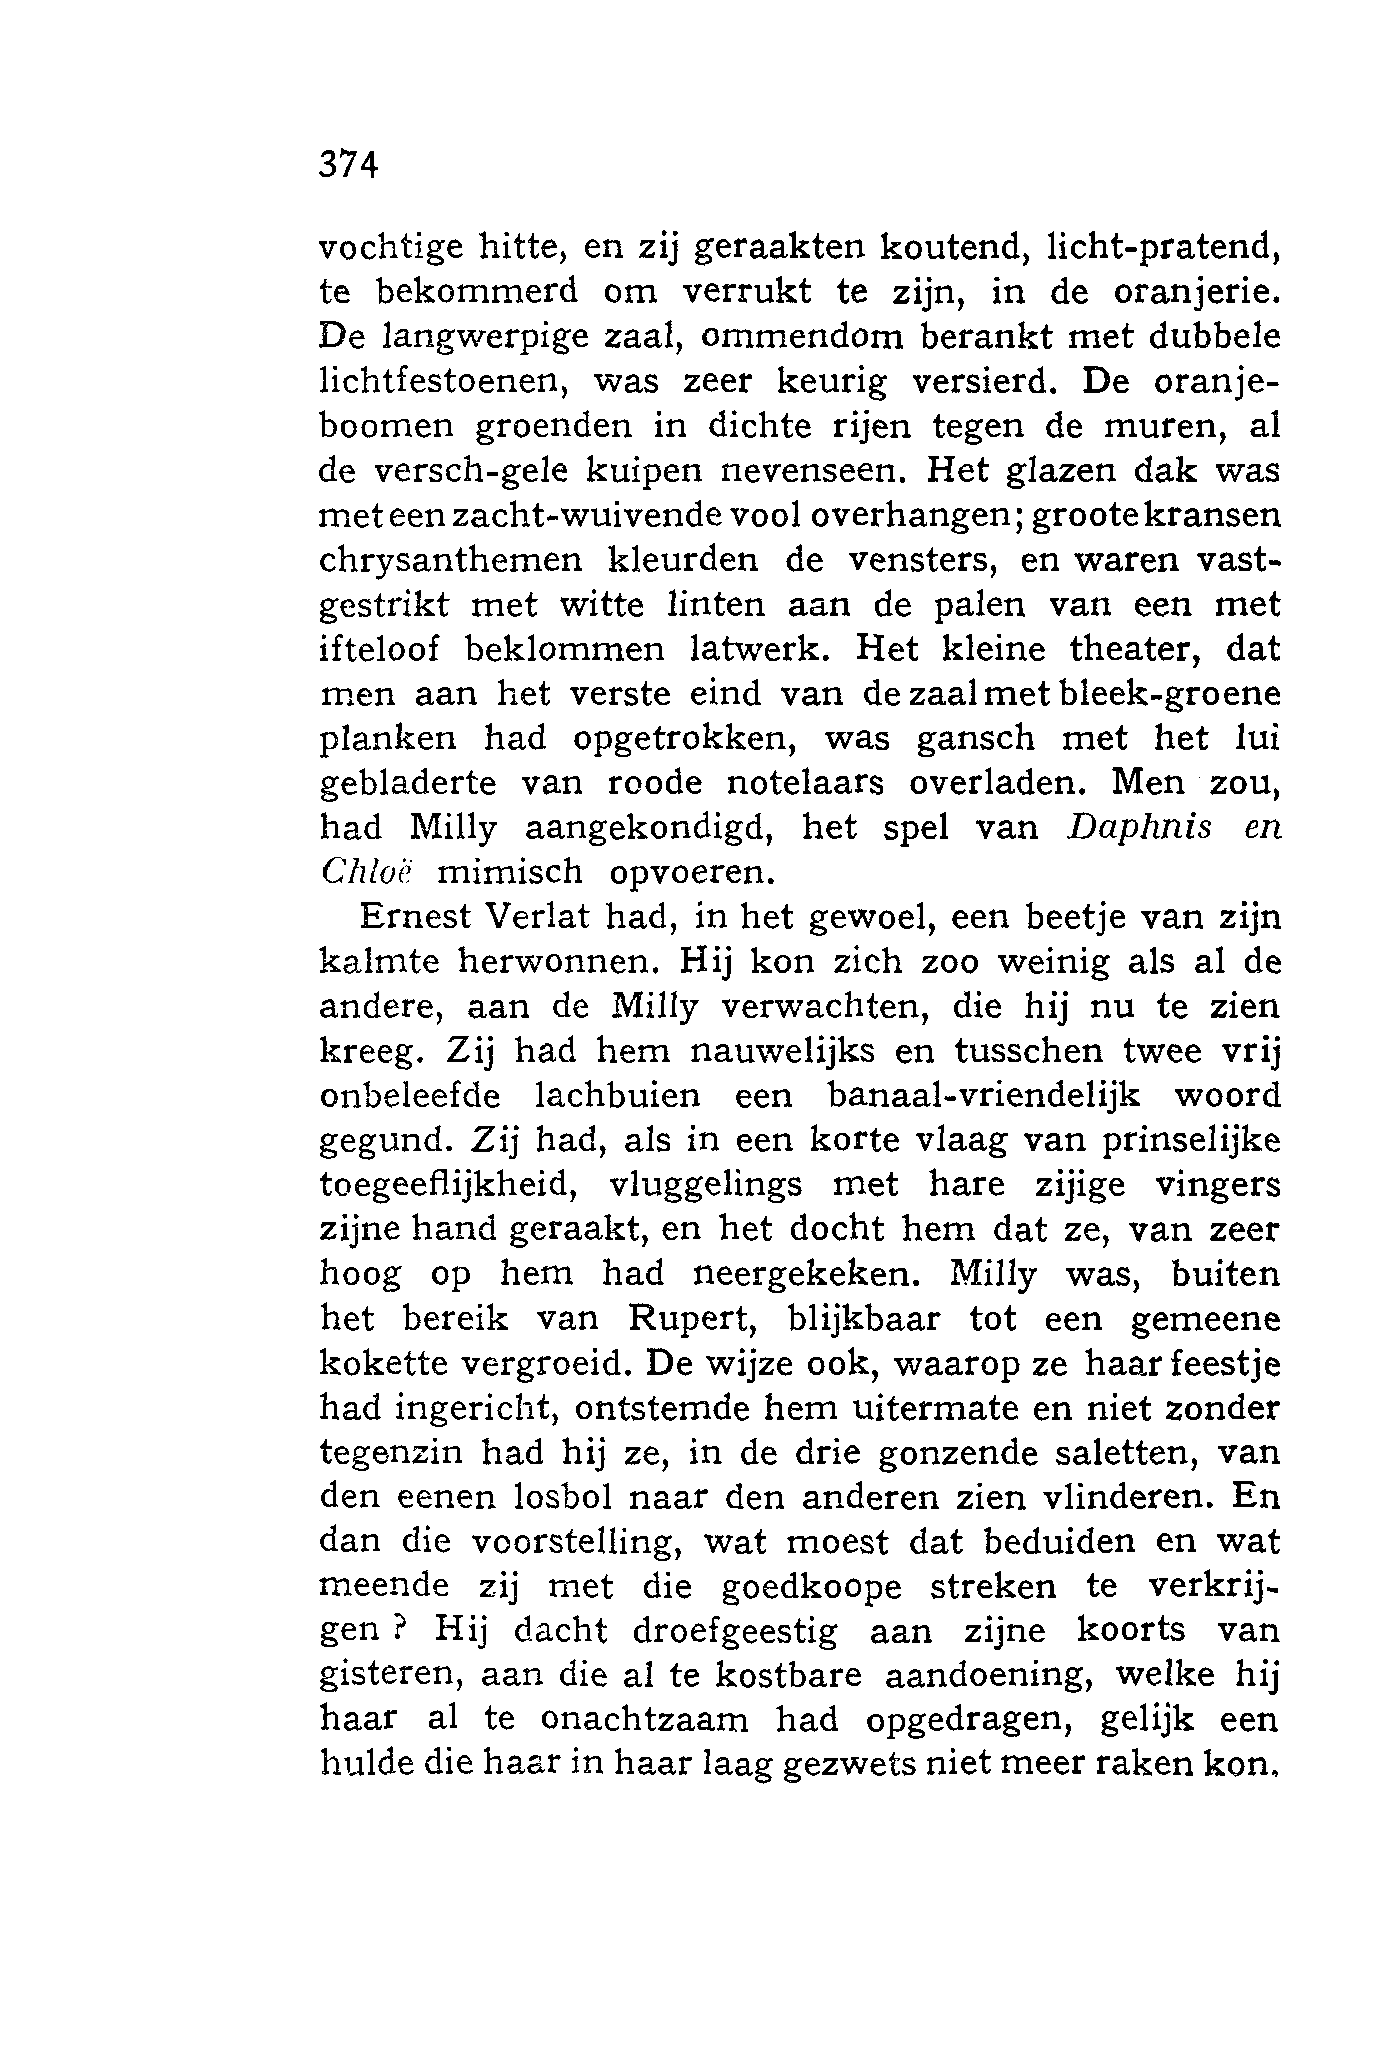 374
vochtige hitte, en zij geraakten koutend, licht-pratend,
te bekommerd om verrukt te zijn, in de oranjerie.
De langwerpige zaal, ommendom berankt met dubbele
lichtfestoenen, was zeer keurig versierd. De oranje-
boomen groenden in dichte rijen tegen de muren, al
de versch-gele kuipen nevenseen. Het glazen dak was
met een zacht-wuivende vool overhangen; groote kransen
chrysanthemen kleurden de vensters, en waren vast-
gestrikt met witte linten aan de palen van een met
ifteloof beklommen latwerk. Het kleine theater, dat
men aan het verste eind van de zaal met bleek-groene
planken had opgetrokken, was gansch met het lui
gebladerte van roode notelaars overladen. Men zou,
had Milly aangekondigd, het spel van Daphnis en
Chloë mimisch opvoeren.
Ernest Verlat had, in het gewoel, een beetje van zijn
kalmte herwonnen. Hij kon zich zoo weinig als al de
andere, aan de Milly verwachten, die hij nu te zien
kreeg. Zij had hem nauwelijks en tusschen twee vrij
onbeleefde lachbuien een banaal-vriendelijk woord
gegund. Zij had, als in een korte vlaag van prinselijke
toegeeflijkheid, vluggelings met hare zijige vingers
zijne hand geraakt, en het docht hem dat ze, van zeer
hoog op hem had neergekeken. Milly was, buiten
het bereik van Rupert, blijkbaar tot een gemeene
kokette vergroeid. De wijze ook, waarop ze haar feestje
had ingericht, ontstemde hem uitermate en niet zonder
tegenzin had hij ze, in de drie gonzende saletten, van
den eenen losbol naar den anderen zien vlinderen. En
dan die voorstelling, wat moest dat beduiden en wat
meende zij met die goedkoope streken te verkrij-
gen ? Hij dacht droefgeestig aan zijne koorts van
gisteren, aan die al te kostbare aandoening, welke hij
haar al te onachtzaam had opgedragen, gelijk een
hulde die haar in haar laag gezwets niet meer raken kon.